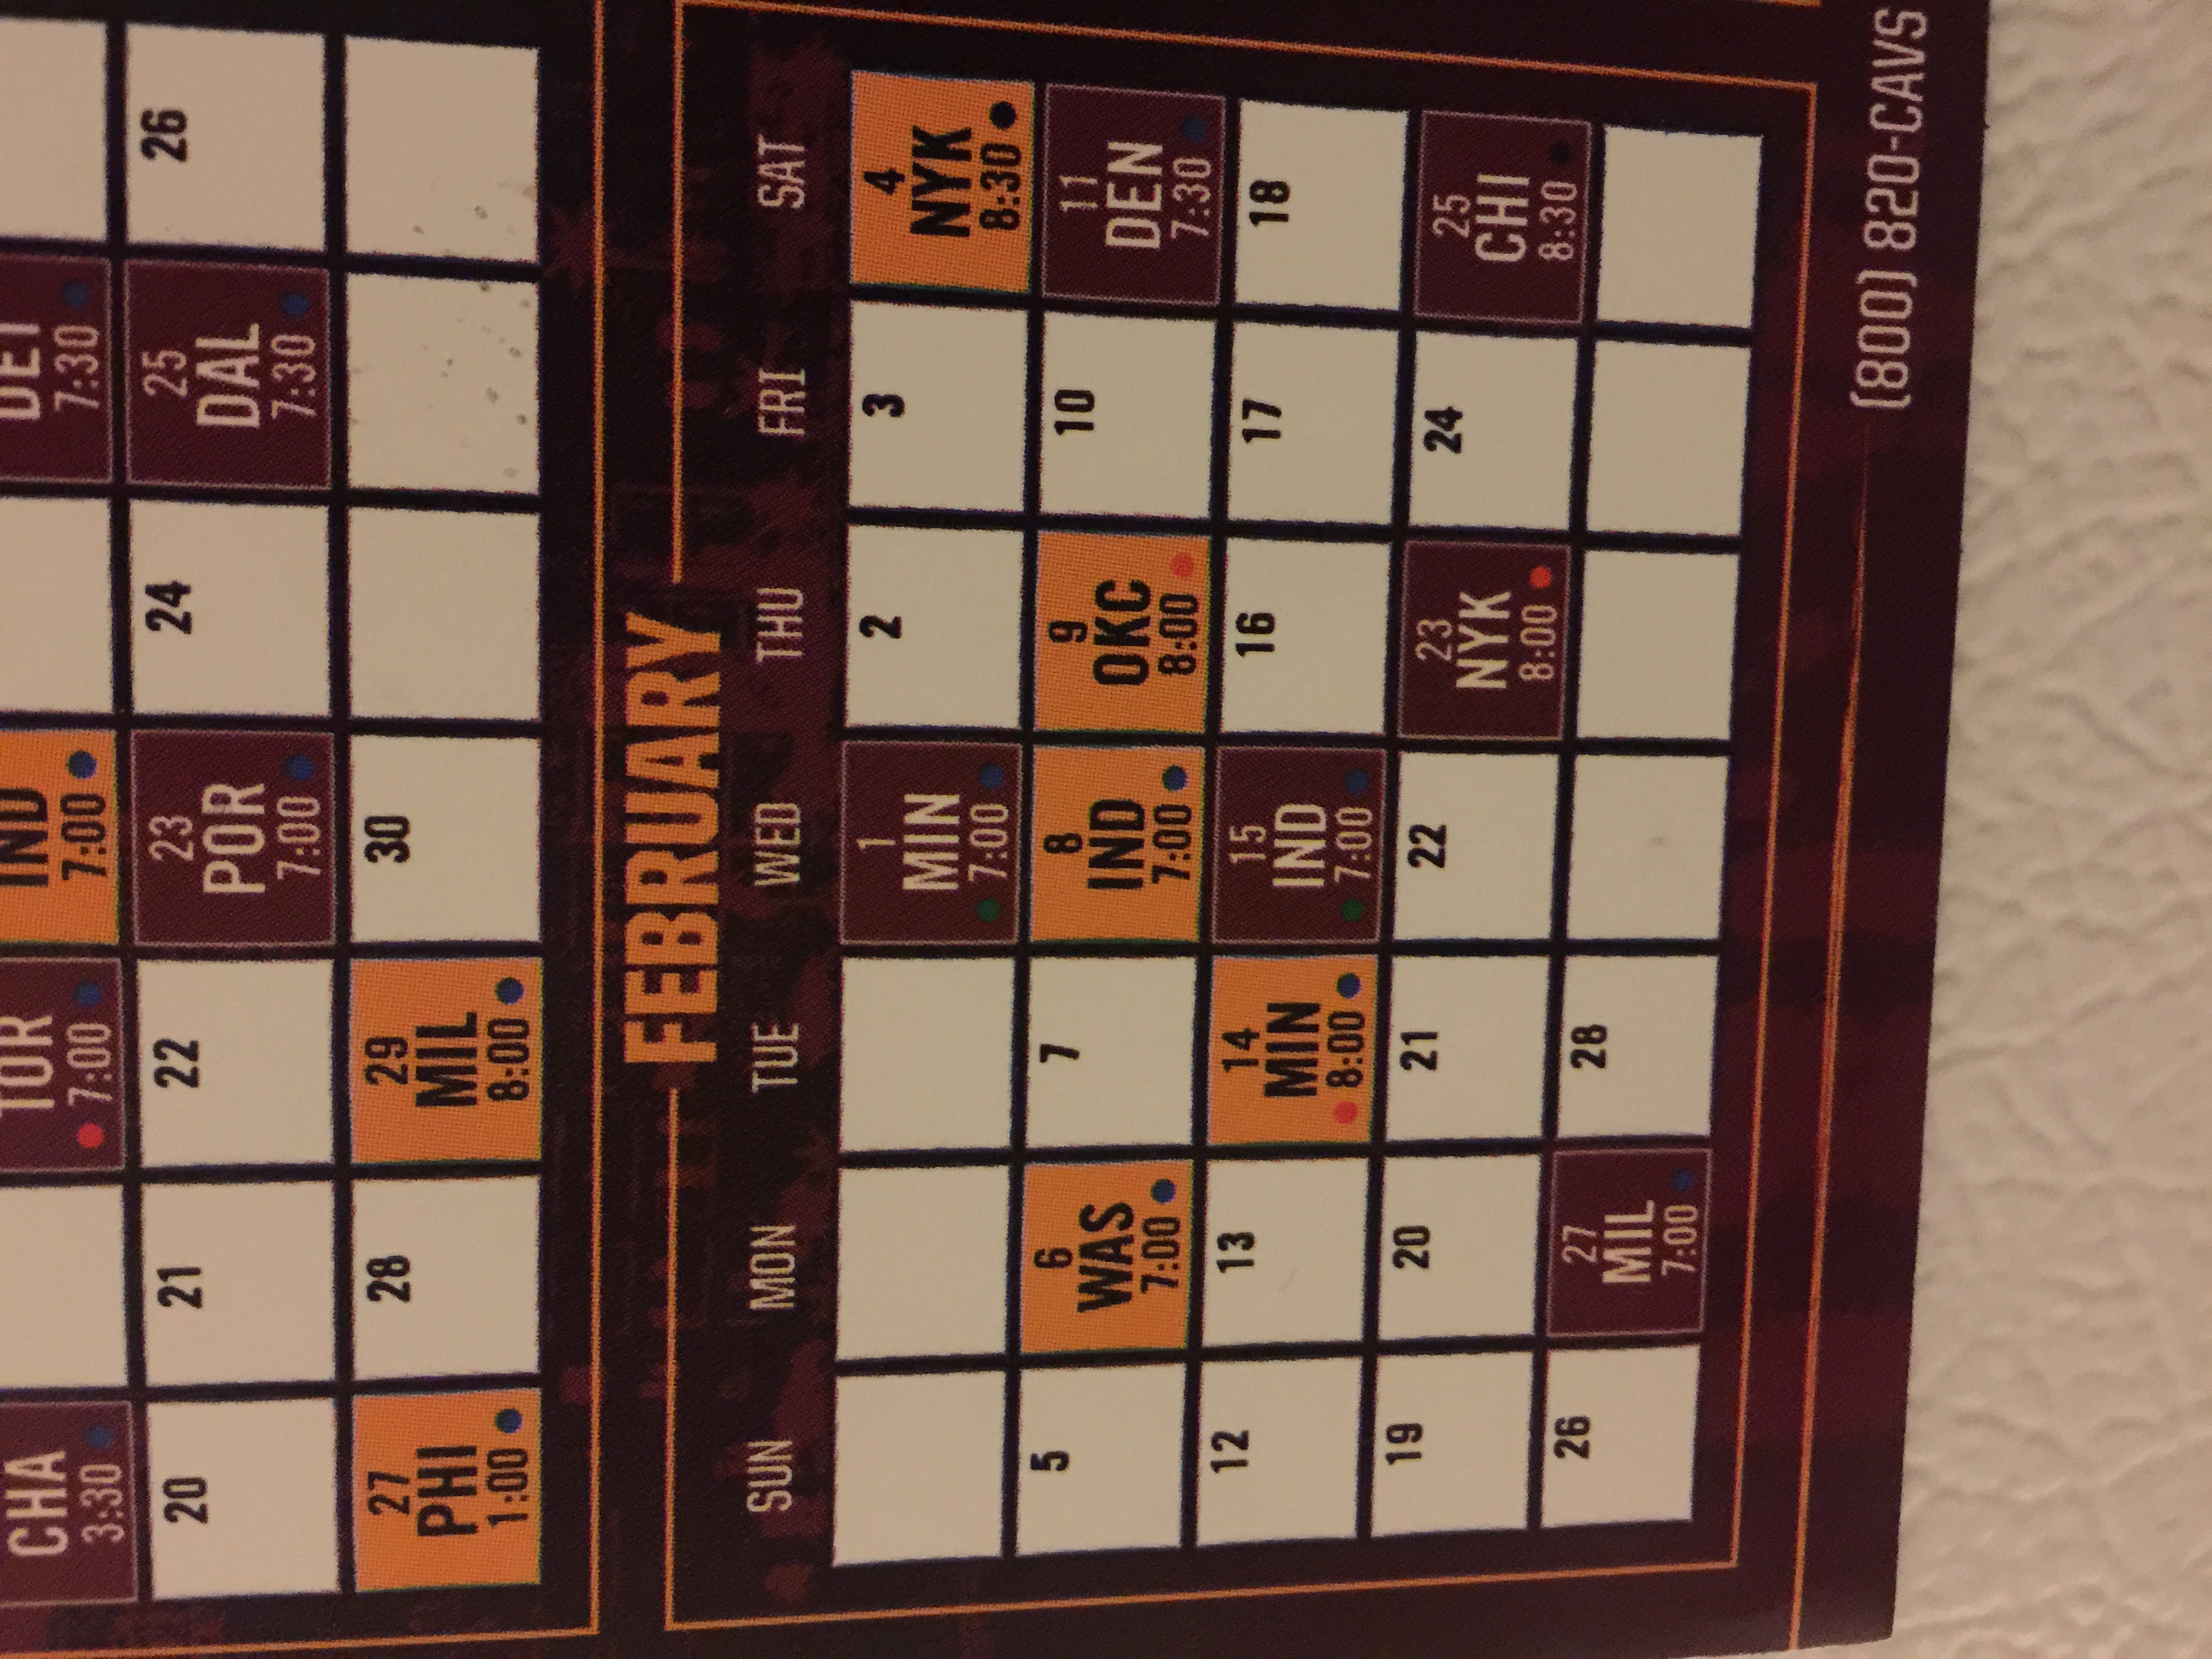 CHA TOR IND DET
3:30 7:00 7:00 7:30
20 21 22 23 24 25 26
POR DAL
7:00 7:30
27 28 29 30
PHI MIL
1:00 8:00
FEBRUARY
SUN MON TUE WED THU FRI SAT
1 2 3 4
MIN NYK
7:00 8:30
5 6 7 8 9 10 11
WAS IND OKC DEN
7:00 7:00 8:00 7:30
12 13 14 15 16 17 18
MIN IND
8:00 7:00
19 20 21 22 23 24 25
NYK CHI
8:00 8:30
26 27 28
MIL
7:00
(800) 820-CAVS